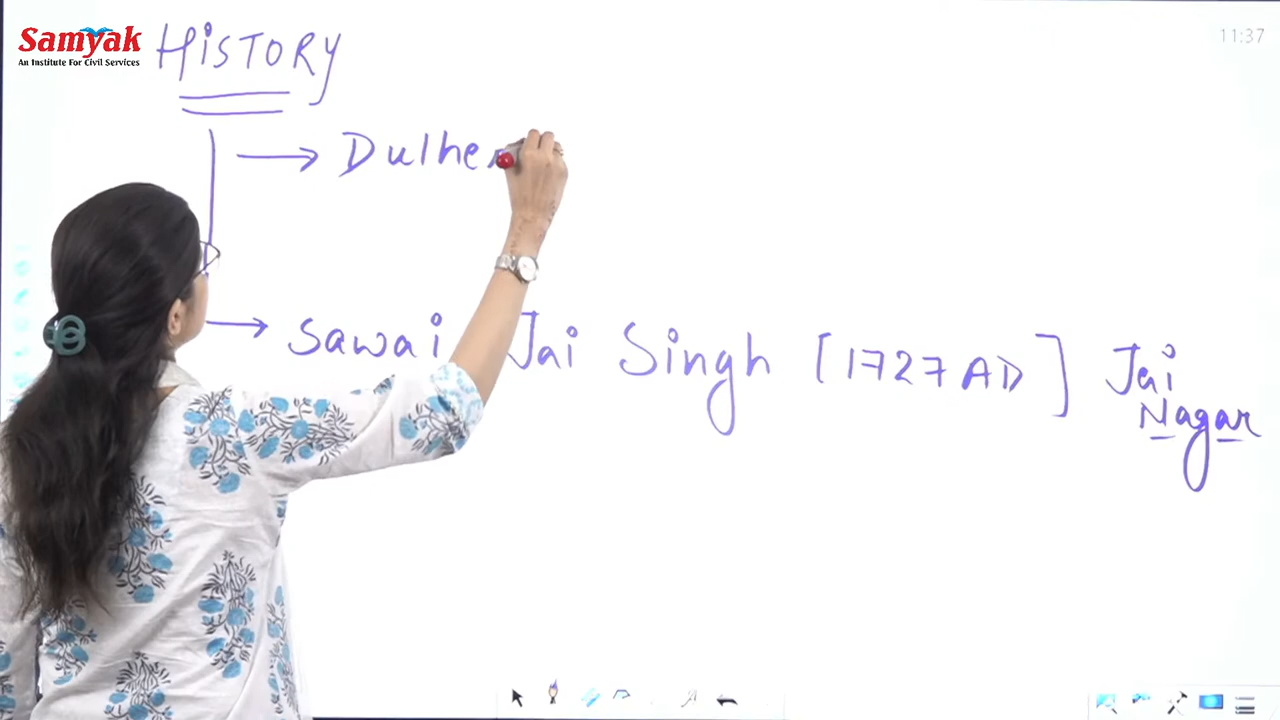 Samyak
An Institute For Civil Services
HISTORY
11:37
Dulhe
Sawai Jai Singh [1727 AD] Jai
Nagar